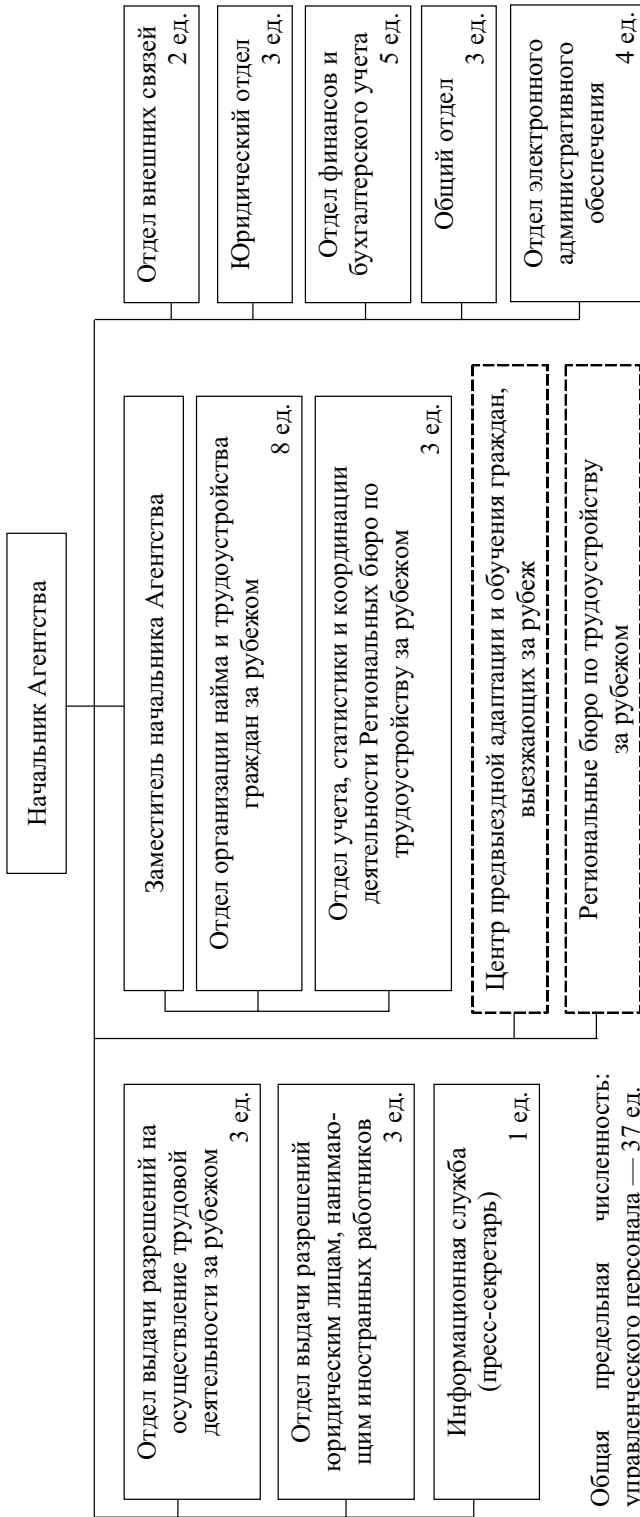 Начальник Агентства
Отдел выдачи разрешений на
осуществление трудовой
деятельности за рубежом
3 ед.
Отдел выдачи разрешений
юридическим лицам, нанимаю-
щим иностранных работников
3 ед.
Информационная служба
(пресс-секретарь)
1 ед.
Заместитель начальника Агентства
Отдел организации найма и трудоустройства
граждан за рубежом
8 ед.
Отдел учета, статистики и координации
деятельности Региональных бюро по
трудоустройству за рубежом
3 ед.
Центр предвыездной адаптации и обучения граждан,
выезжающих за рубеж
Региональные бюро по трудоустройству
за рубежом
Отдел внешних связей
2 ед.
Юридический отдел
3 ед.
Отдел финансов и
бухгалтерского учета
5 ед.
Общий отдел
3 ед.
Отдел электронного
административного
обеспечения
4 ед.
Общая предельная численность:
управленческого персонала — 37 ед.